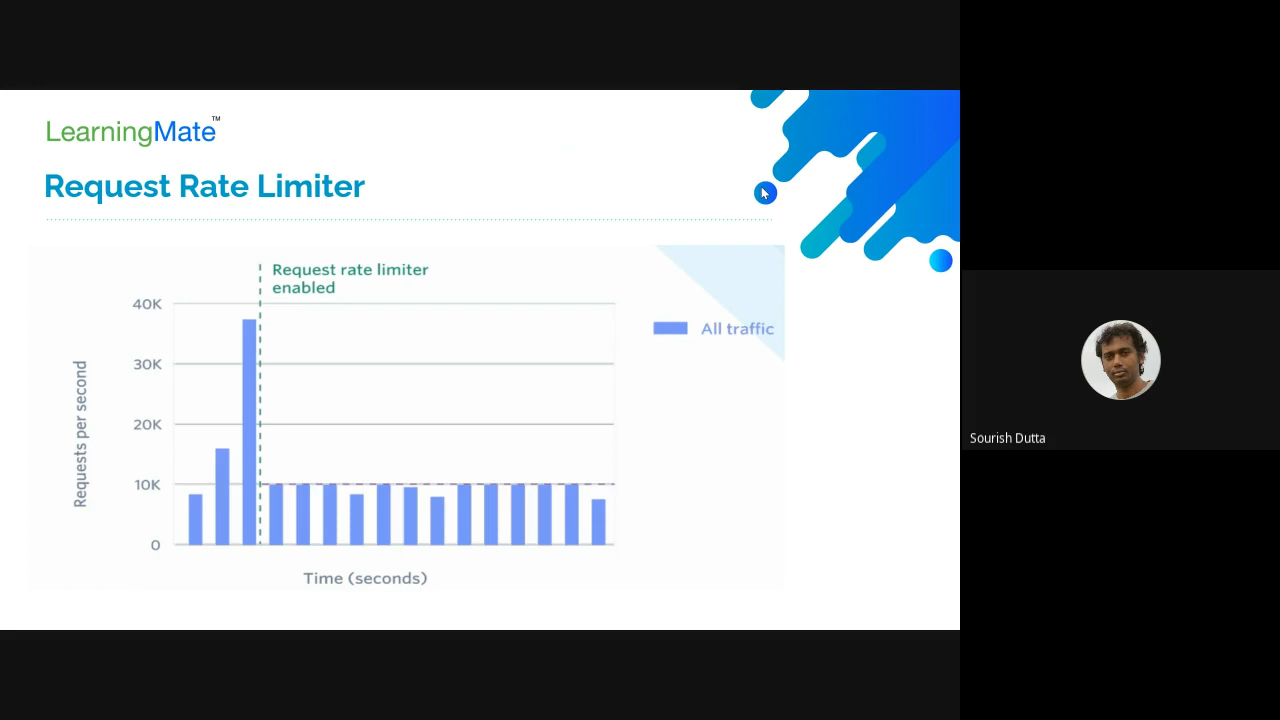 LearningMate™
Request Rate Limiter
Request rate limiter
enabled
40K
30K
20K
10K
0
Requests per second
Time (seconds)
All traffic
Sourish Dutta